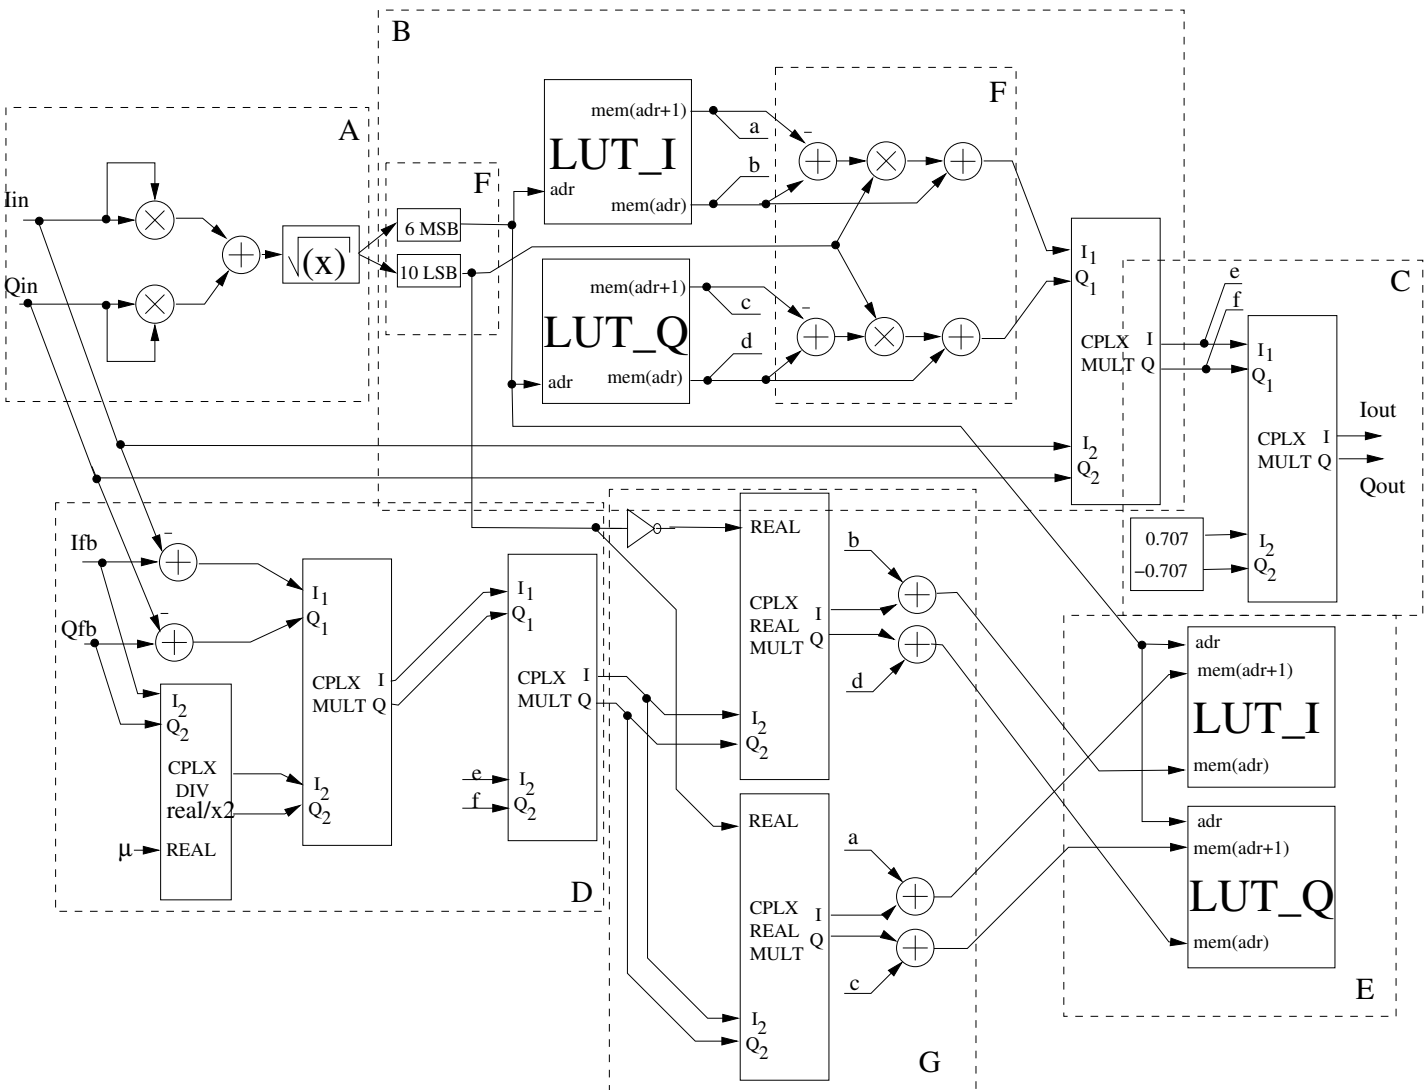 B
A
F
F
C
Iin
Qin
√(x)
6 MSB
10 LSB
mem(adr+1)
LUT_I
adr
mem(adr)
a
b
-
mem(adr+1)
LUT_Q
adr
mem(adr)
c
d
-
I1
Q1
CPLX I
MULT Q
I2
Q2
e
f
I1
Q1
CPLX I
MULT Q
I2
Q2
Iout
Qout
0.707
−0.707
Ifb
Qfb
-
-
I1
Q1
CPLX I
MULT Q
I2
Q2
I2
Q2
CPLX
DIV
real/x2
REAL
μ
I1
Q1
CPLX I
MULT Q
e I2
f Q2
D
REAL
CPLX I
REAL Q
MULT
I2
Q2
b
d
REAL
CPLX I
REAL Q
MULT
I2
Q2
a
c
G
adr
mem(adr+1)
LUT_I
mem(adr)
adr
mem(adr+1)
LUT_Q
mem(adr)
E